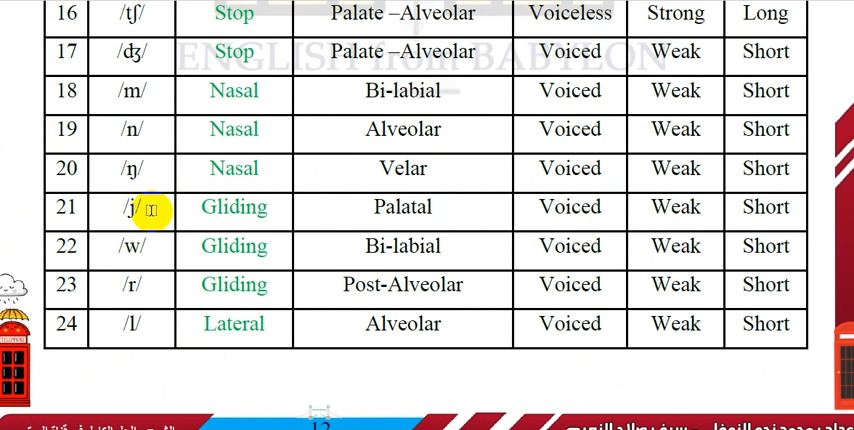 16 /tʃ/ Stop Palate –Alveolar Voiceless Strong Long
17 /ʤ/ Stop Palate –Alveolar Voiced Weak Short
ENGLISH from BABYLON
18 /m/ Nasal Bi-labial Voiced Weak Short
19 /n/ Nasal Alveolar Voiced Weak Short
20 /ŋ/ Nasal Velar Voiced Weak Short
21 /j/ Gliding Palatal Voiced Weak Short
22 /w/ Gliding Bi-labial Voiced Weak Short
23 /r/ Gliding Post-Alveolar Voiced Weak Short
24 /l/ Lateral Alveolar Voiced Weak Short
TELEPHONE
12